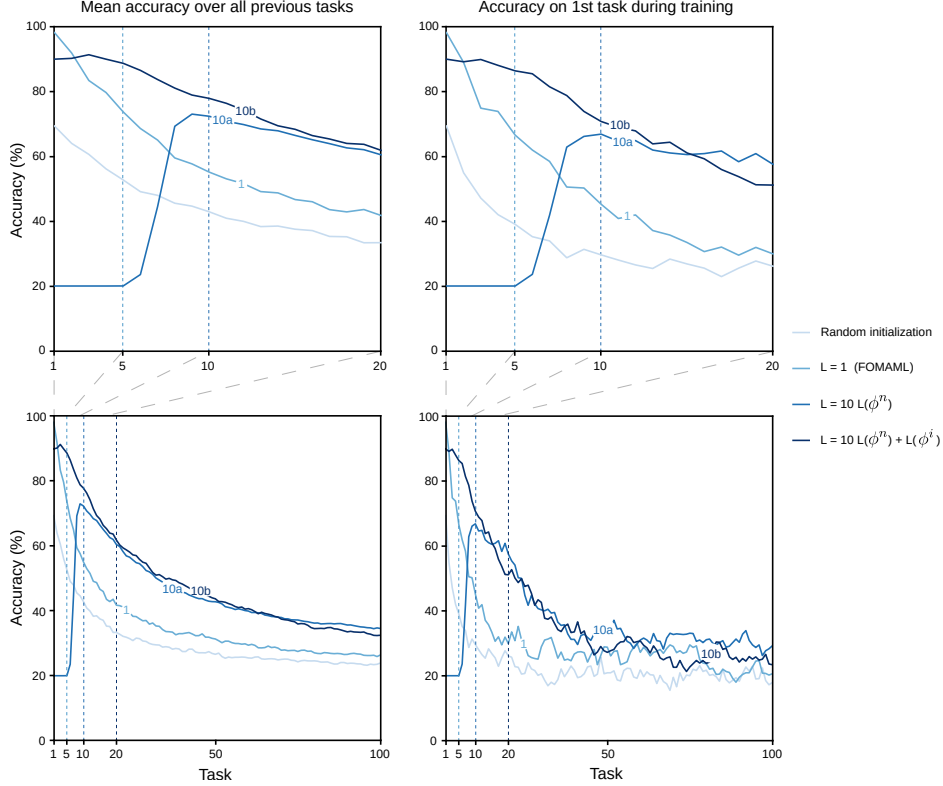 Mean accuracy over all previous tasks
Accuracy on 1st task during training
Accuracy (%)
100
80
60
40
20
0
1
5
10
20
10b
10a
1
100
80
60
40
20
0
1
5
10
20
10b
10a
1
Random initialization
L = 1 (FOMAML)
L = 10 L(ϕⁿ)
L = 10 L(ϕⁿ) + L(ϕⁱ)
Accuracy (%)
100
80
60
40
20
0
1
5
10
20
50
100
10a
10b
1
Task
100
80
60
40
20
0
1
5
10
20
50
100
10a
10b
1
Task